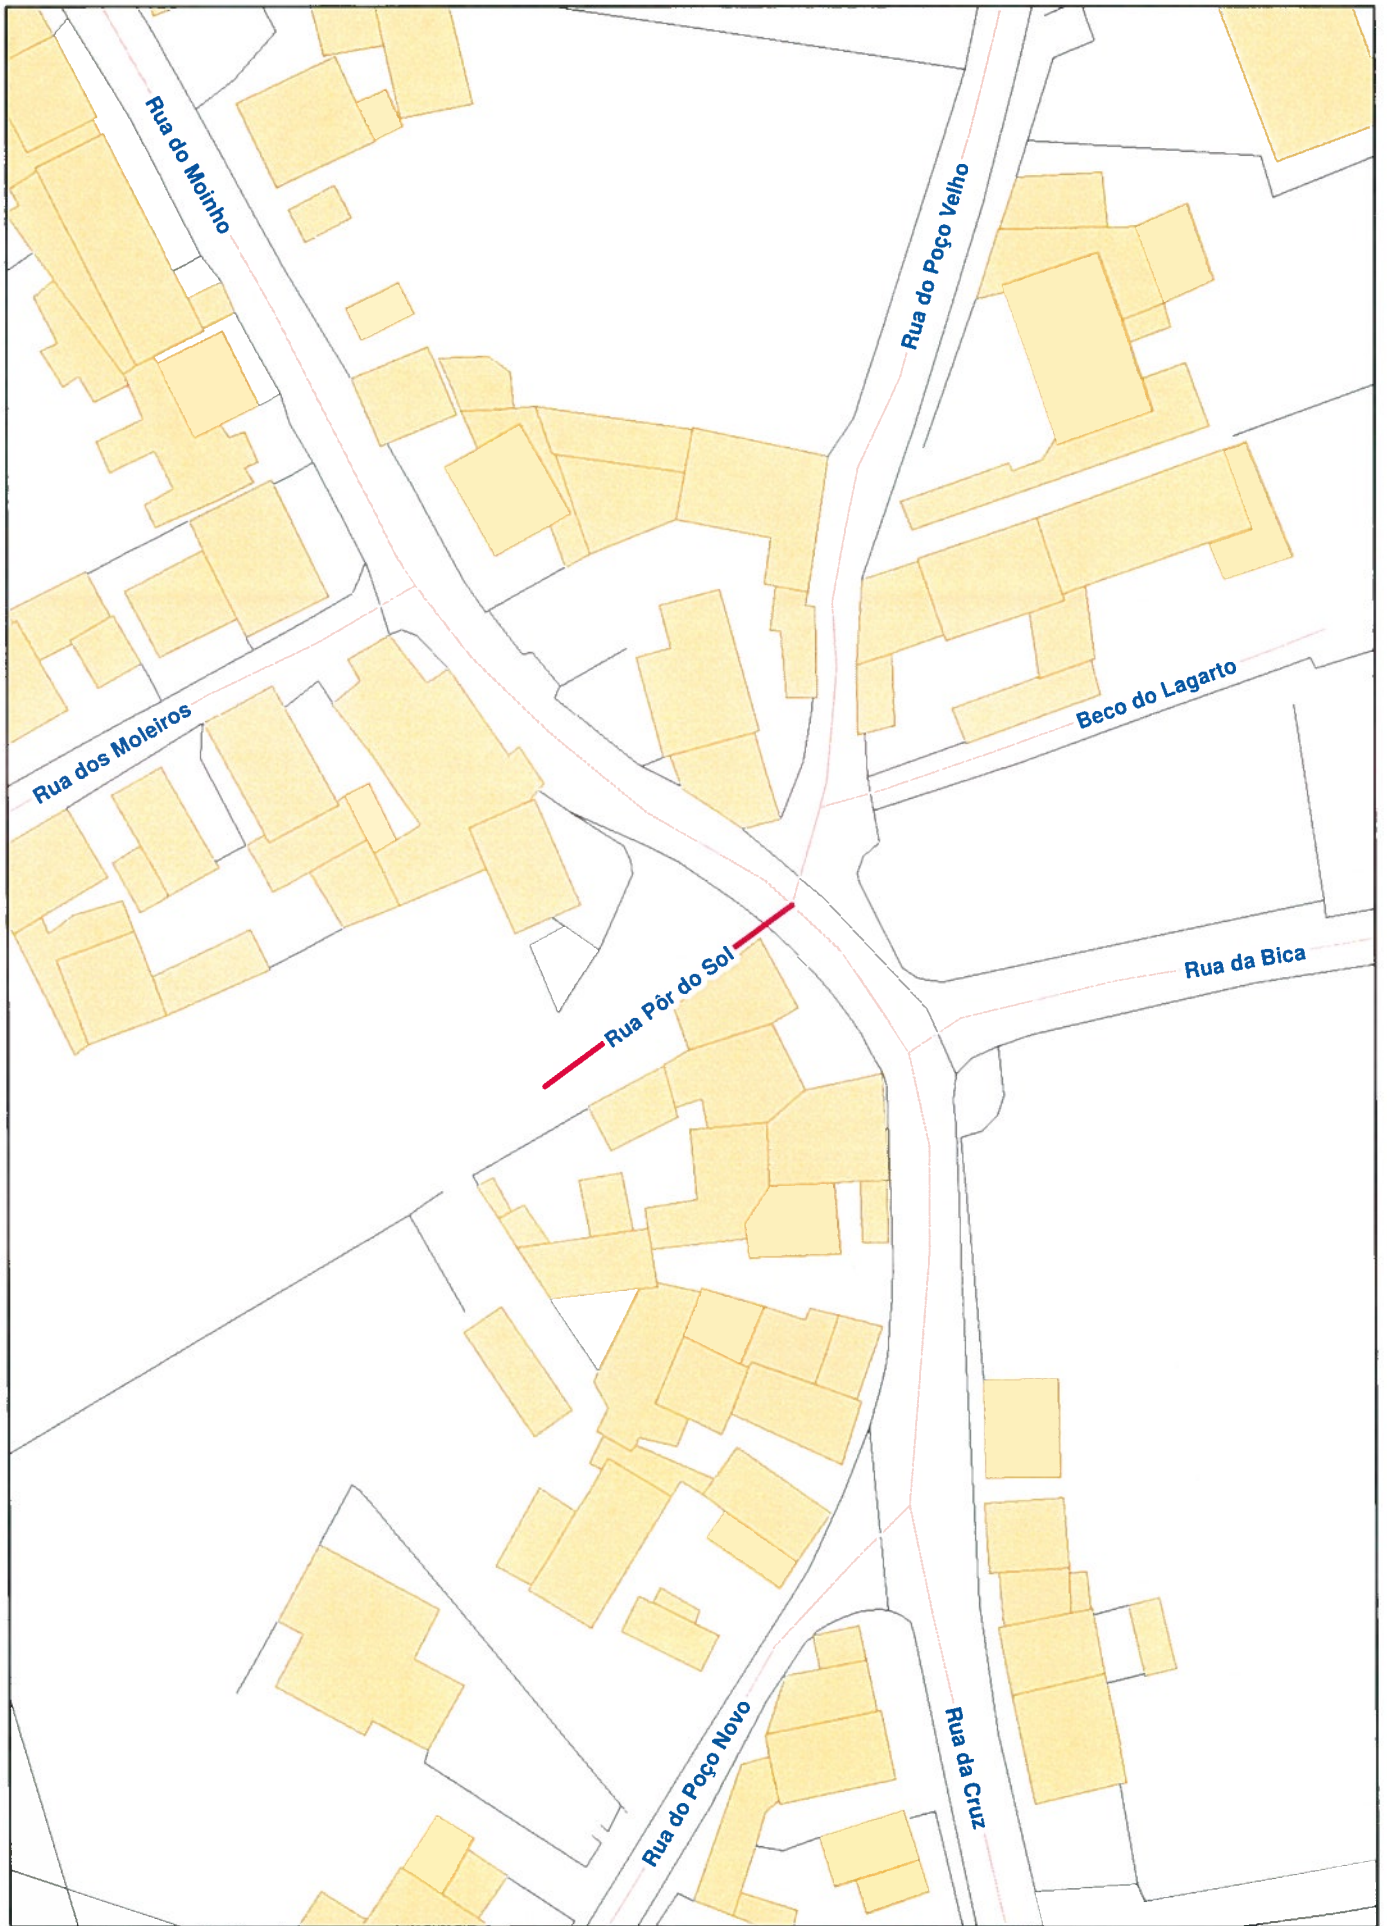 Rua do Moinho
Rua do Poço Velho
Rua dos Moleiros
Beco do Lagarto
Rua Pôr do Sol
Rua da Bica
Rua do Poço Novo
Rua da Cruz